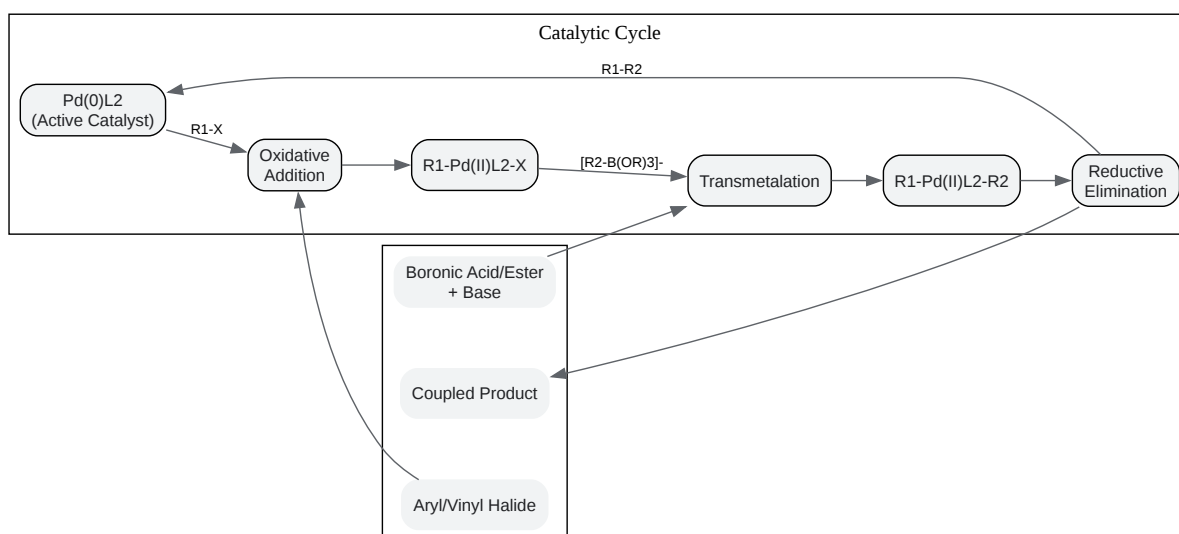 Catalytic Cycle
R1-R2
Pd(0)L2
(Active Catalyst)
R1-X
Oxidative
Addition
R1-Pd(II)L2-X
[R2-B(OR)3]-
Transmetalation
R1-Pd(II)L2-R2
Reductive
Elimination
Boronic Acid/Ester
+ Base
Coupled Product
Aryl/Vinyl Halide